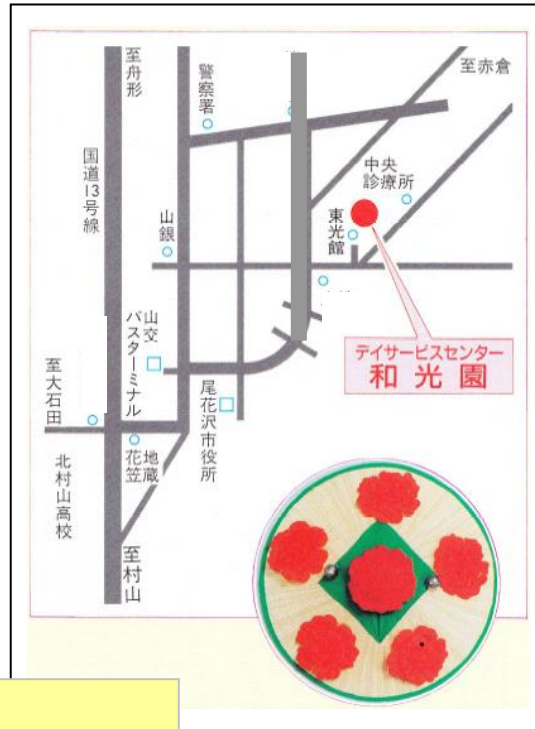 至舟形
警察署
至赤倉
国道13号線
中央
診療所
山銀
東光館
山交
バスターミナル
デイサービスセンター
和光園
至大石田
尾花沢市役所
地蔵
花笠
北村山高校
至村山